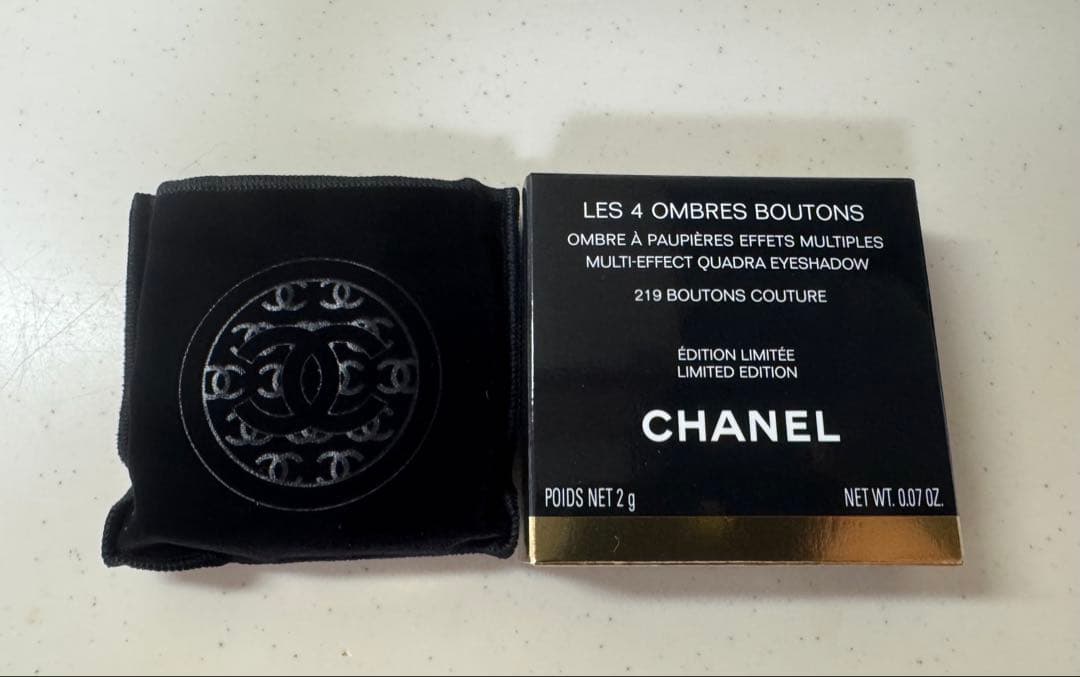 LES 4 OMBRES BOUTONS
OMBRE À PAUPIÈRES EFFETS MULTIPLES
MULTI-EFFECT QUADRA EYESHADOW
219 BOUTONS COUTURE
ÉDITION LIMITÉE
LIMITED EDITION
CHANEL
POIDS NET 2 g
NET WT. 0.07 OZ.